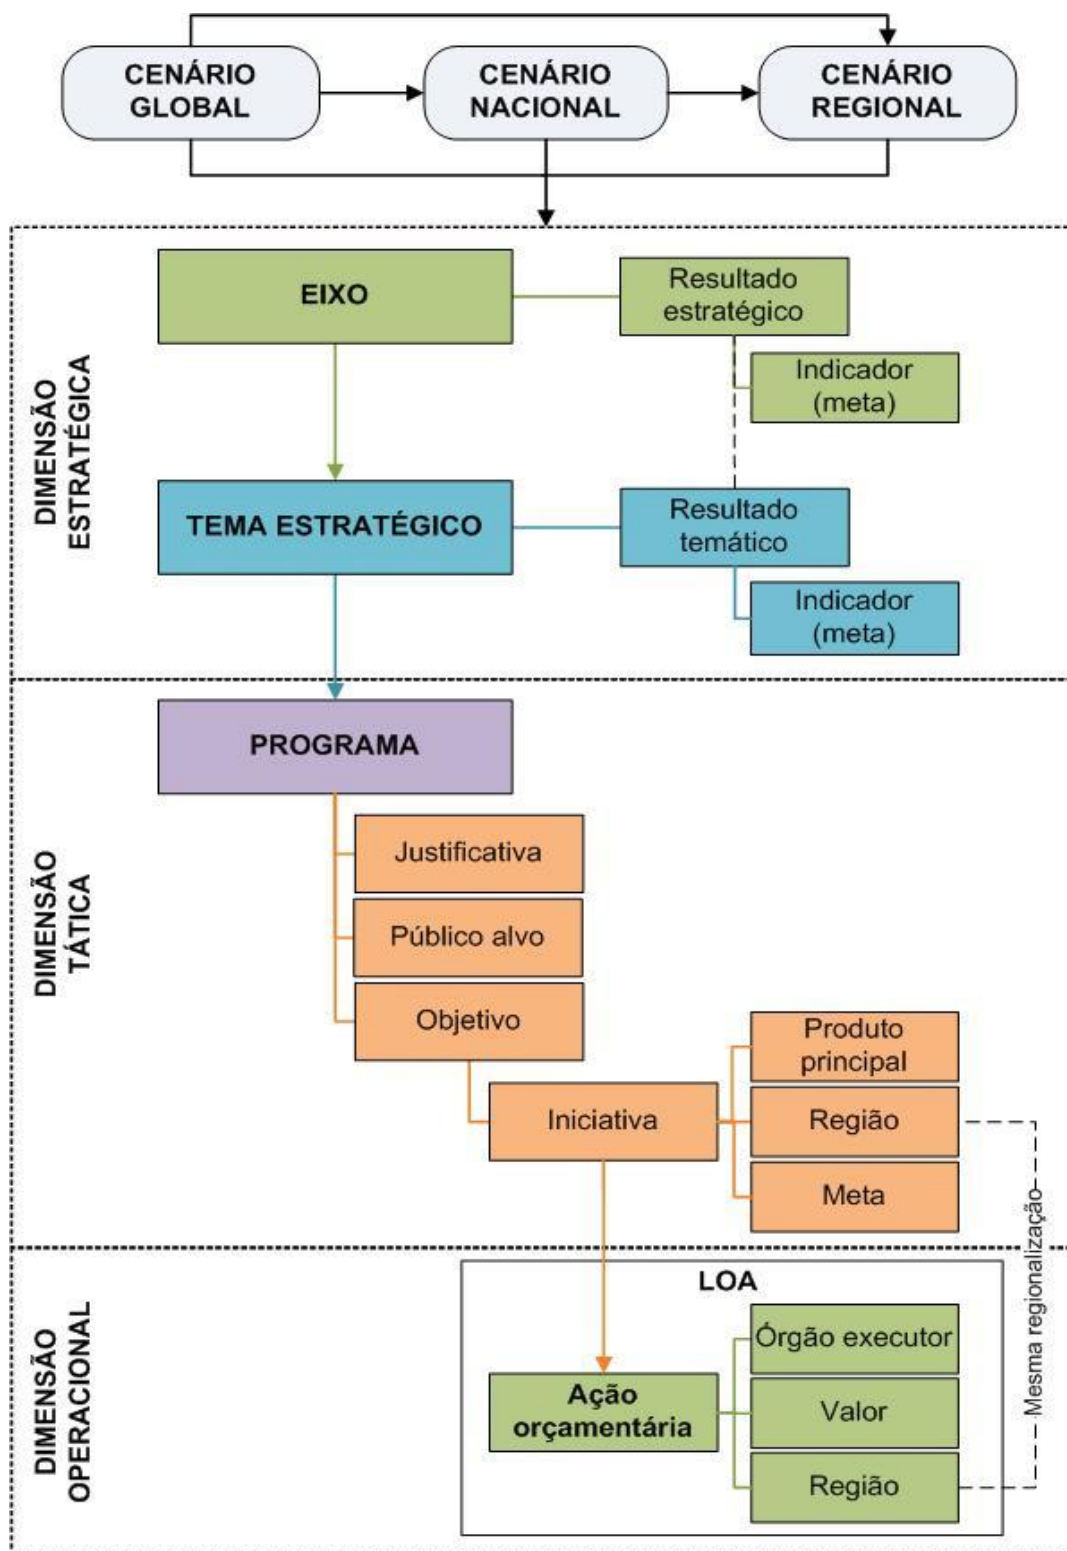 CENÁRIO
GLOBAL
CENÁRIO
NACIONAL
CENÁRIO
REGIONAL
DIMENSÃO
ESTRATÉGICA
EIXO
Resultado
estratégico
Indicador
(meta)
TEMA ESTRATÉGICO
Resultado
temático
Indicador
(meta)
DIMENSÃO
TÁTICA
PROGRAMA
Justificativa
Público alvo
Objetivo
Iniciativa
Produto
principal
Região
Meta
Mesma regionalização
DIMENSÃO
OPERACIONAL
LOA
Ação
orçamentária
Órgão executor
Valor
Região